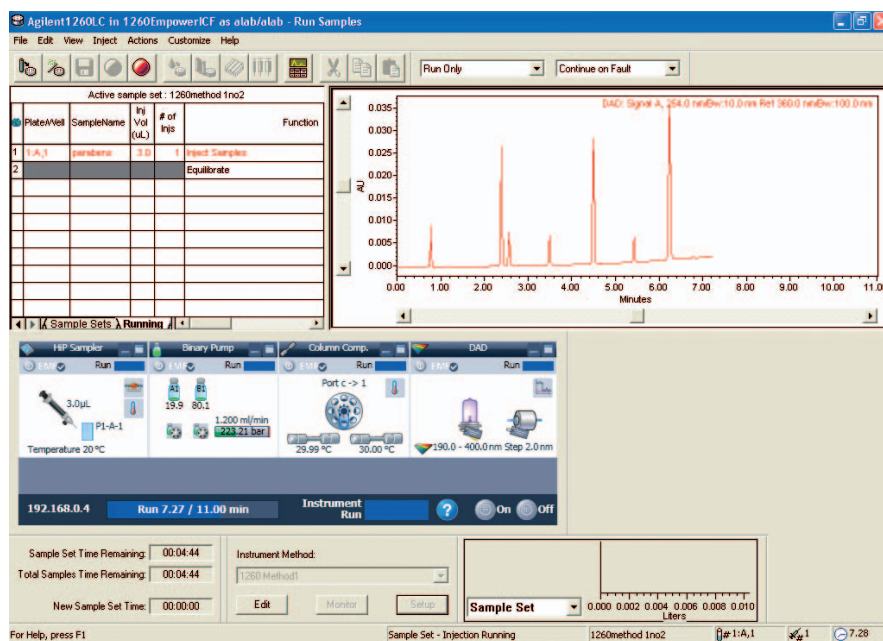 Agilent1260LC in 1260EmpowerICF as alab/alab - Run Samples
File Edit View Inject Actions Customize Help
Run Only Continue on Fault
Active sample set : 1260method 1no2
Plate/Well SampleName Inj Vol (uL) # of Injs Function
1 1:A,1 parabens 3.0 1 Inject Samples
2 Equilibrate
Sample Sets Running
DAD: Signal A, 254.0 nm/Bw:10.0 nm Ref 360.0 nm/Bw:100.0 nm
AU
0.035
0.030
0.025
0.020
0.015
0.010
0.005
0.000
0.00 1.00 2.00 3.00 4.00 5.00 6.00 7.00 8.00 9.00 10.00 11.00
Minutes
HiP Sampler Binary Pump Column Comp. DAD
EMF Run EMF Run EMF Run EMF Run
3.0µL
P1-A-1
Temperature 20 °C
A1 B1
19.9 80.1
1.200 ml/min
223.21 bar
Port c -> 1
29.99 °C 30.00 °C
190.0 - 400.0 nm Step 2.0 nm
192.168.0.4 Run 7.27 / 11.00 min Instrument Run ? On Off
Sample Set Time Remaining: 00:04:44
Total Samples Time Remaining: 00:04:44
New Sample Set Time: 00:00:00
Instrument Method:
1260 Method1
Edit Monitor Setup
Sample Set
0.000 0.002 0.004 0.006 0.008 0.010
Liters
For Help, press F1 Sample Set - Injection Running 1260method 1no2 # 1:A,1 # 1 7.28